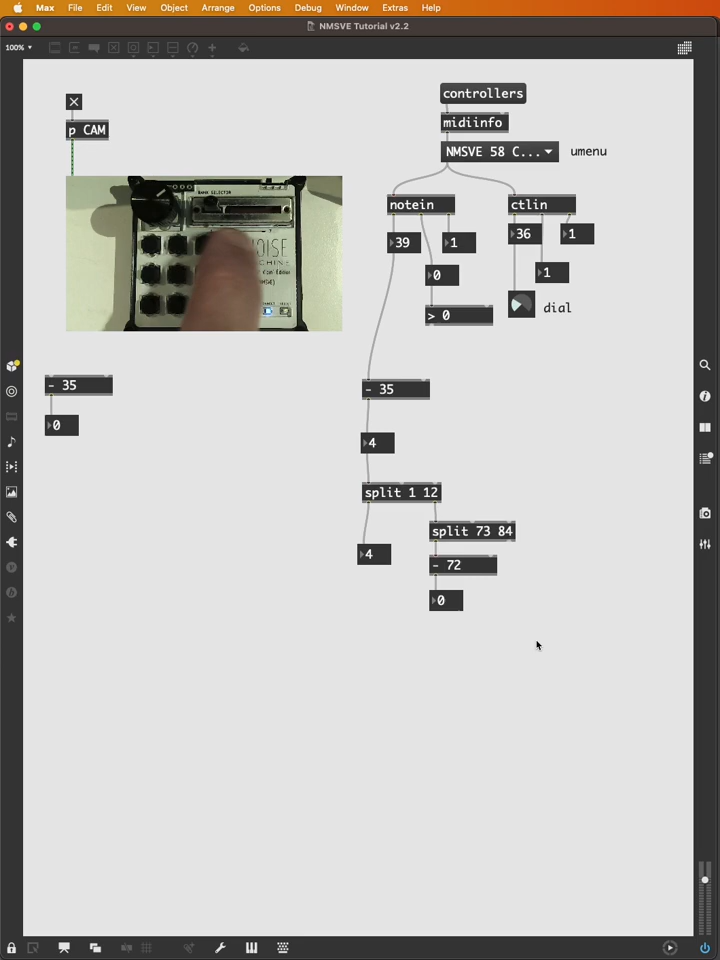 Max File Edit View Object Arrange Options Debug Window Extras Help
NMSVE Tutorial v2.2
100%
controllers
p CAM
midiinfo
NMSVE 58 C... umenu
BANK SELECTOR
notein ctlin
39 1 36 1
0 1
> 0 dial
- 35 - 35
0
4
split 1 12
split 73 84
4
- 72
0